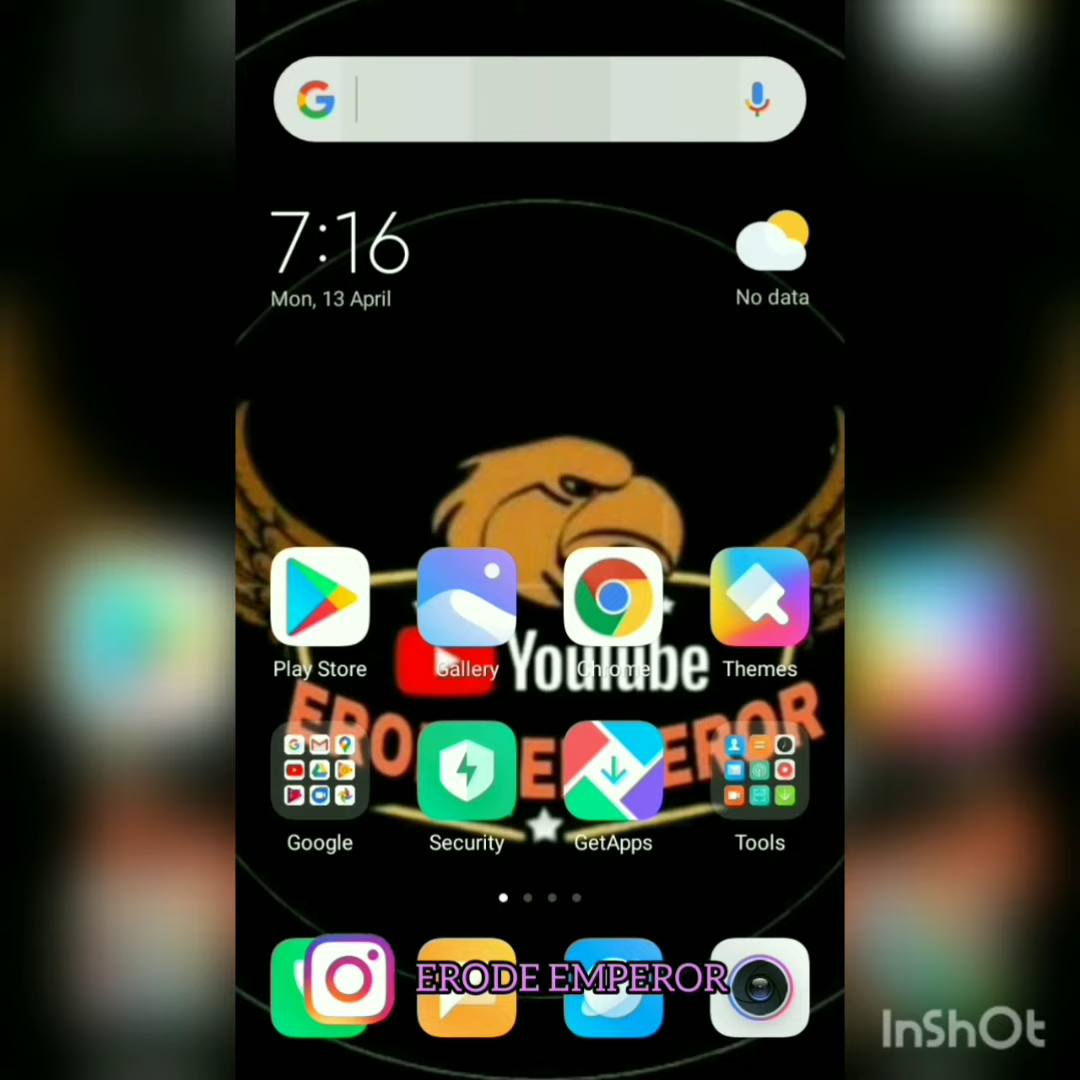 7:16
Mon, 13 April
No data
Play Store
Gallery
Chrome
Themes
YouTube
ERODE EMPEROR
Google
Security
GetApps
Tools
ERODE EMPEROR
InShOt